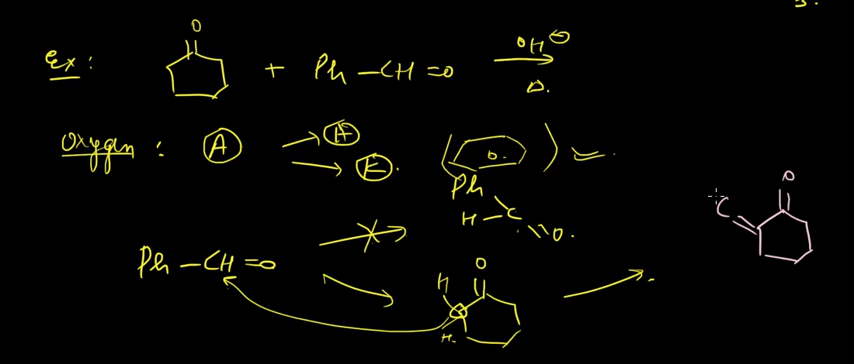 Ex :
O
+ Ph - CH = O
OH ⊖
Δ.
Oxygen : A
A
E.
O.
Ph
H - C = O.
Ph - CH = O
O
H
H.
O
C